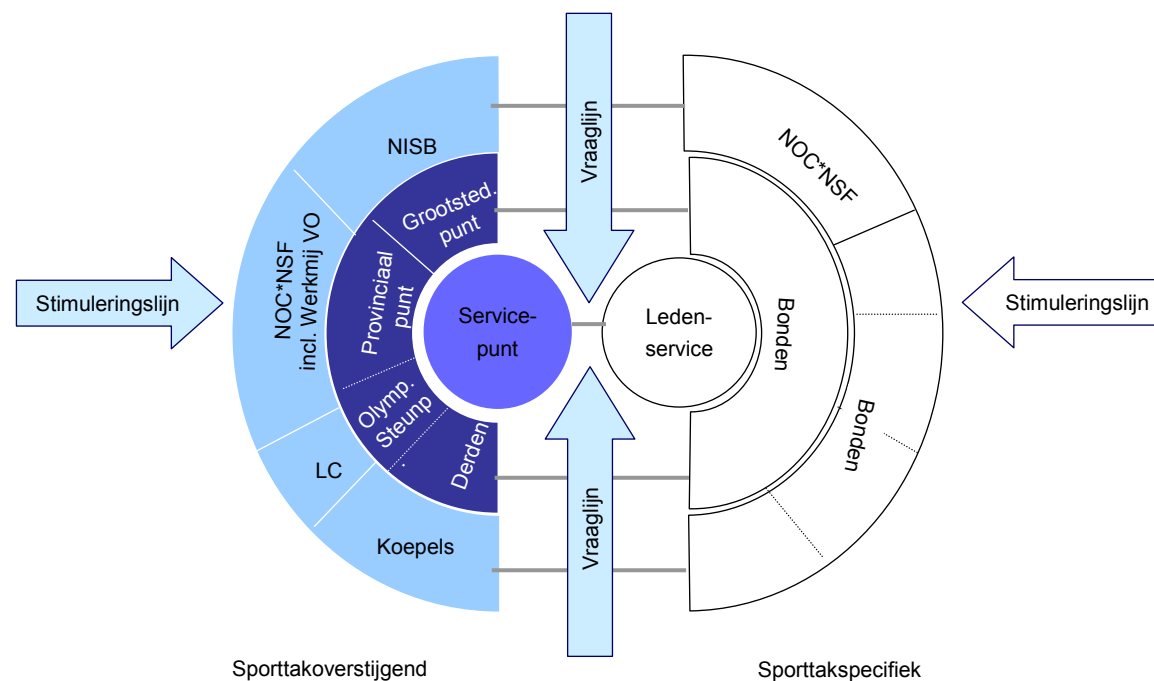 Vraaglijn
NISB
NOC*NSF
Grootsted.
punt
NOC*NSF
incl. Werkmij VO
Provinciaal
punt
Stimuleringslijn
Service-
punt
Leden-
service
Bonden
Stimuleringslijn
Olymp.
Steunp
.
Derden
Bonden
LC
Koepels
Vraaglijn
Sporttakoverstijgend
Sporttakspecifiek